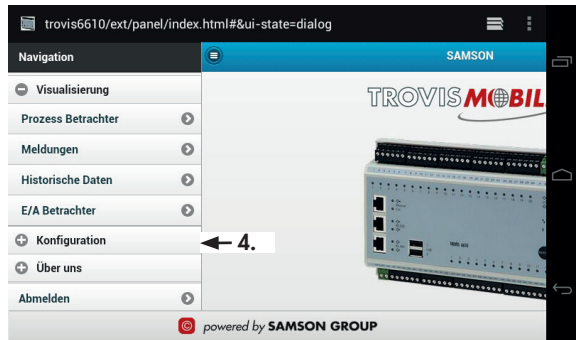 trovis6610/ext/panel/index.html#&ui-state=dialog
Navigation
SAMSON
Visualisierung
TROVIS MOBIL
Prozess Betrachter
Meldungen
Historische Daten
E/A Betrachter
Konfiguration
4.
Über uns
Abmelden
© powered by SAMSON GROUP